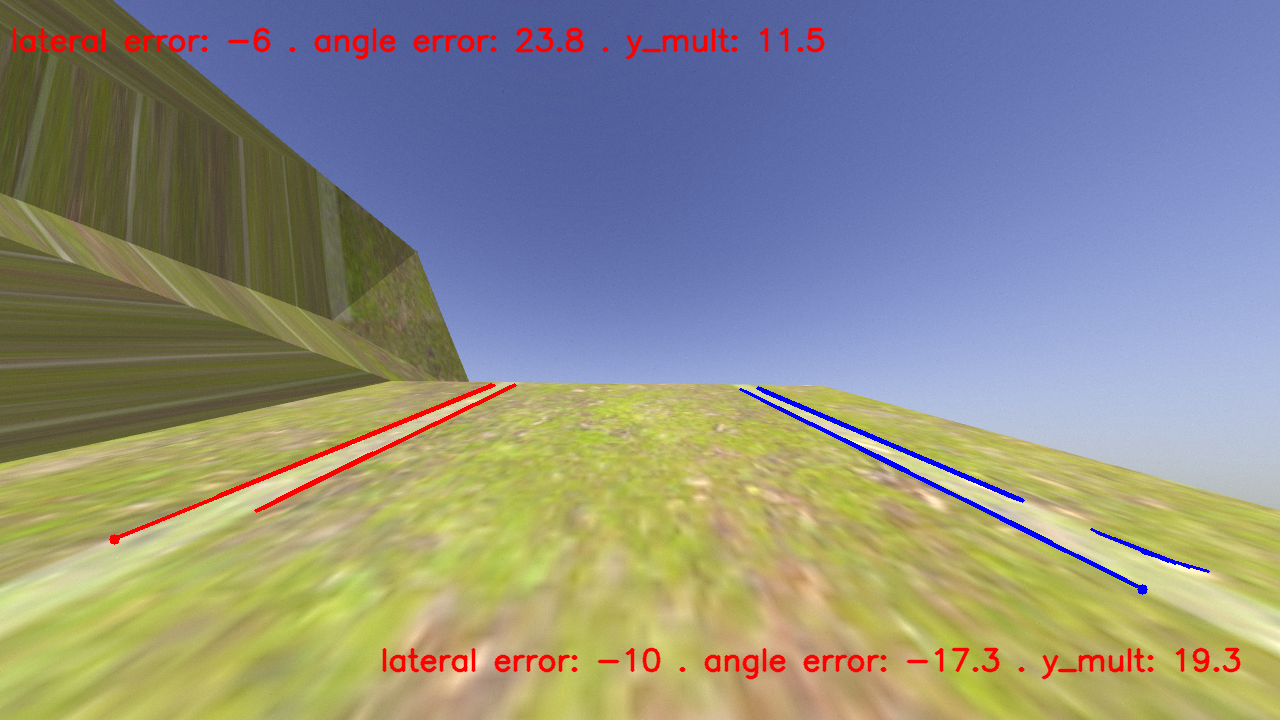 lateral error: -6 . angle error: 23.8 . y_mult: 11.5
lateral error: -10 . angle error: -17.3 . y_mult: 19.3